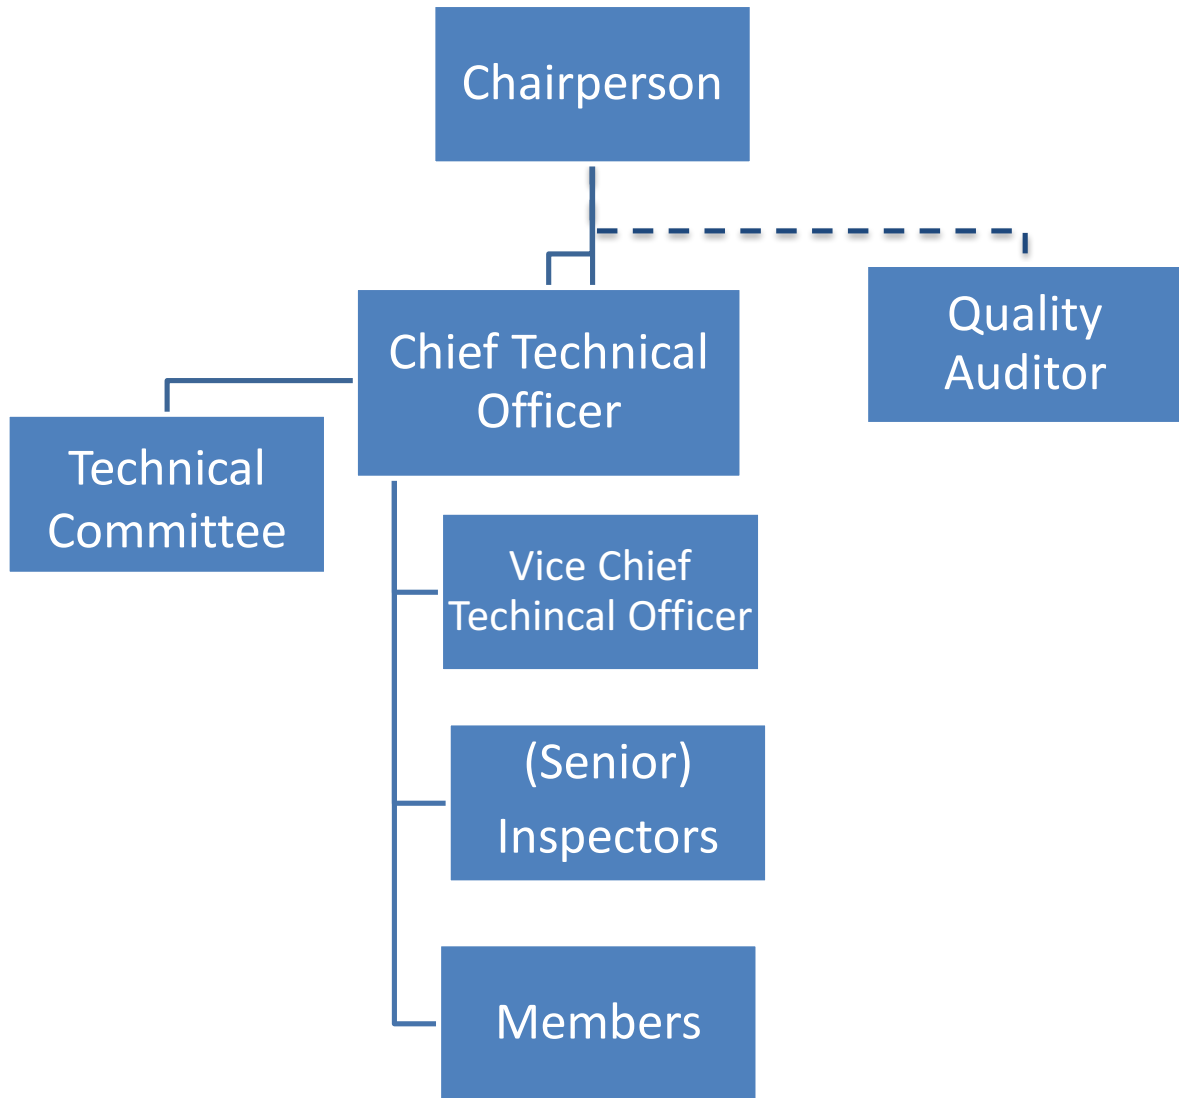 Chairperson
Quality
Auditor
Chief Technical
Officer
Technical
Committee
Vice Chief
Techincal Officer
(Senior)
Inspectors
Members